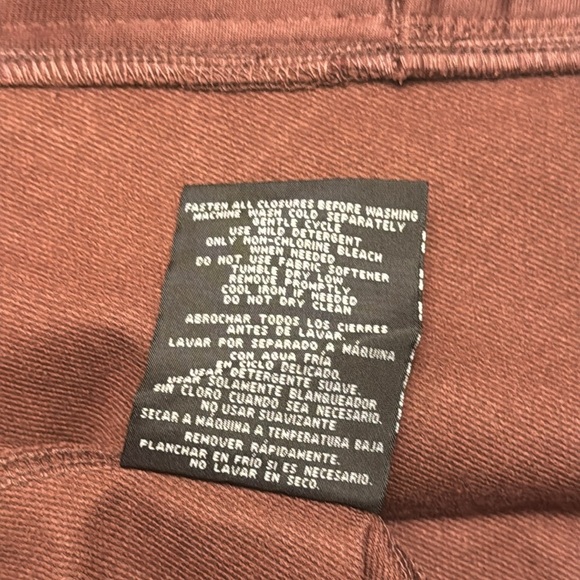 FASTEN ALL CLOSURES BEFORE WASHING
MACHINE WASH COLD SEPARATELY
GENTLE CYCLE
USE MILD DETERGENT
ONLY NON-CHLORINE BLEACH
WHEN NEEDED
DO NOT USE FABRIC SOFTENER
TUMBLE DRY LOW
REMOVE PROMPTLY
COOL IRON IF NEEDED
DO NOT DRY CLEAN
ABROCHAR TODOS LOS CIERRES
ANTES DE LAVAR.
LAVAR POR SEPARADO A MÁQUINA
CON AGUA FRÍA
EN CICLO DELICADO.
USAR DETERGENTE SUAVE.
USAR SOLAMENTE BLANQUEADOR
SIN CLORO CUANDO SEA NECESARIO.
NO USAR SUAVIZANTE
SECAR A MÁQUINA A TEMPERATURA BAJA
REMOVER RÁPIDAMENTE.
PLANCHAR EN FRÍO SI ES NECESARIO.
NO LAVAR EN SECO.